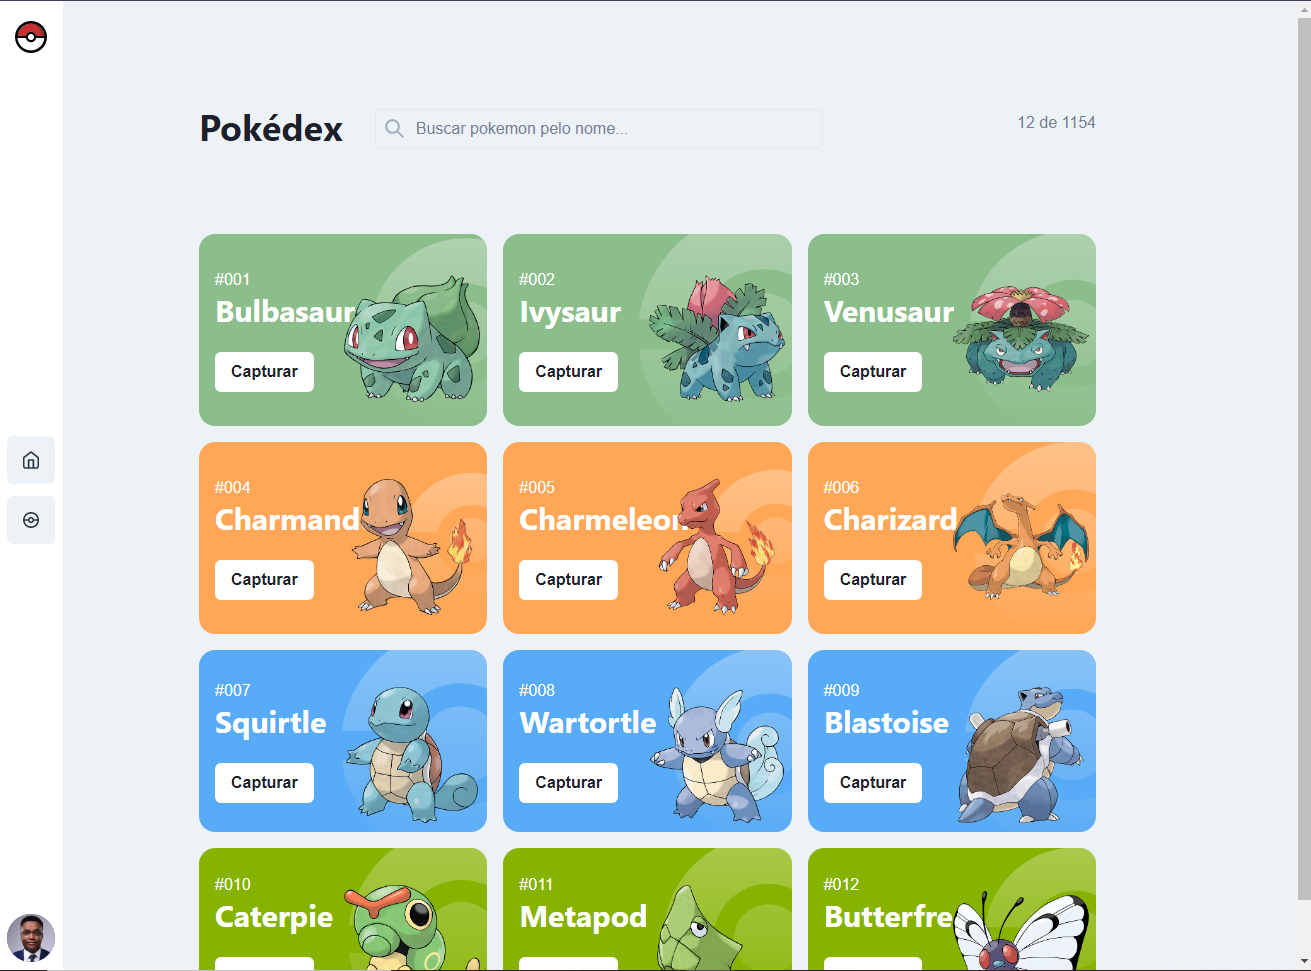 Pokédex
Buscar pokemon pelo nome...
12 de 1154
#001
Bulbasaur
Capturar
#002
Ivysaur
Capturar
#003
Venusaur
Capturar
#004
Charmand
Capturar
#005
Charmeleon
Capturar
#006
Charizard
Capturar
#007
Squirtle
Capturar
#008
Wartortle
Capturar
#009
Blastoise
Capturar
#010
Caterpie
#011
Metapod
#012
Butterfre